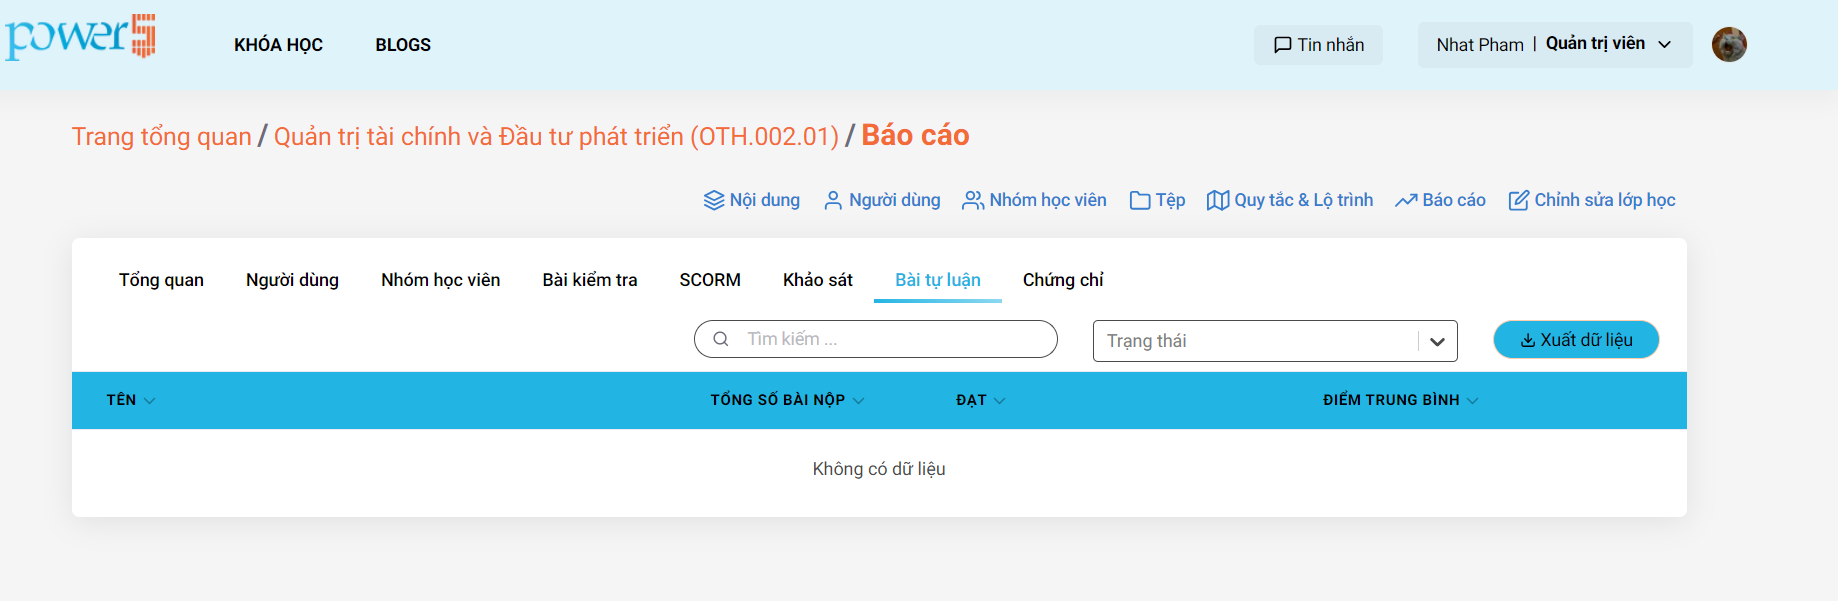 power5
KHÓA HỌC
BLOGS
Tin nhắn
Nhat Pham | Quản trị viên
Trang tổng quan / Quản trị tài chính và Đầu tư phát triển (OTH.002.01) / Báo cáo
Nội dung
Người dùng
Nhóm học viên
Tệp
Quy tắc & Lộ trình
Báo cáo
Chỉnh sửa lớp học
Tổng quan
Người dùng
Nhóm học viên
Bài kiểm tra
SCORM
Khảo sát
Bài tự luận
Chứng chỉ
Tìm kiếm ...
Trạng thái
Xuất dữ liệu
TÊN
TỔNG SỐ BÀI NỘP
ĐẠT
ĐIỂM TRUNG BÌNH
Không có dữ liệu